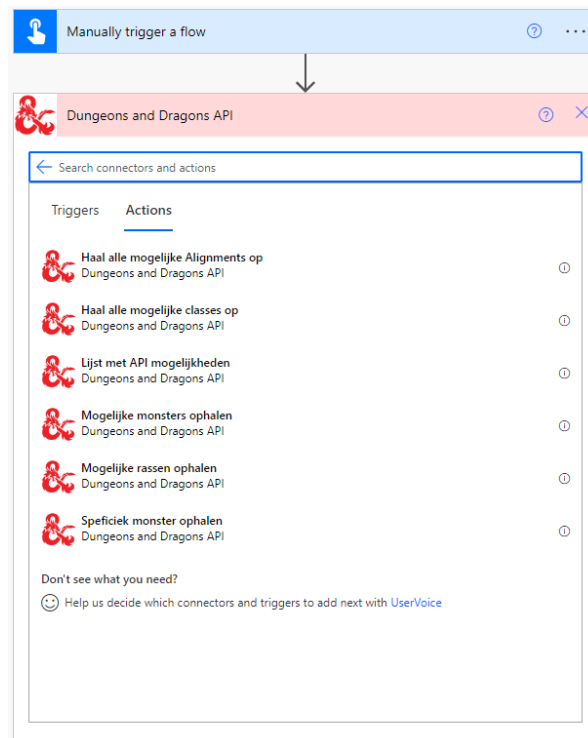 Manually trigger a flow
Dungeons and Dragons API
Search connectors and actions
Triggers Actions
Haal alle mogelijke Alignments op
Dungeons and Dragons API
Haal alle mogelijke classes op
Dungeons and Dragons API
Lijst met API mogelijkheden
Dungeons and Dragons API
Mogelijke monsters ophalen
Dungeons and Dragons API
Mogelijke rassen ophalen
Dungeons and Dragons API
Speficiek monster ophalen
Dungeons and Dragons API
Don't see what you need?
Help us decide which connectors and triggers to add next with UserVoice